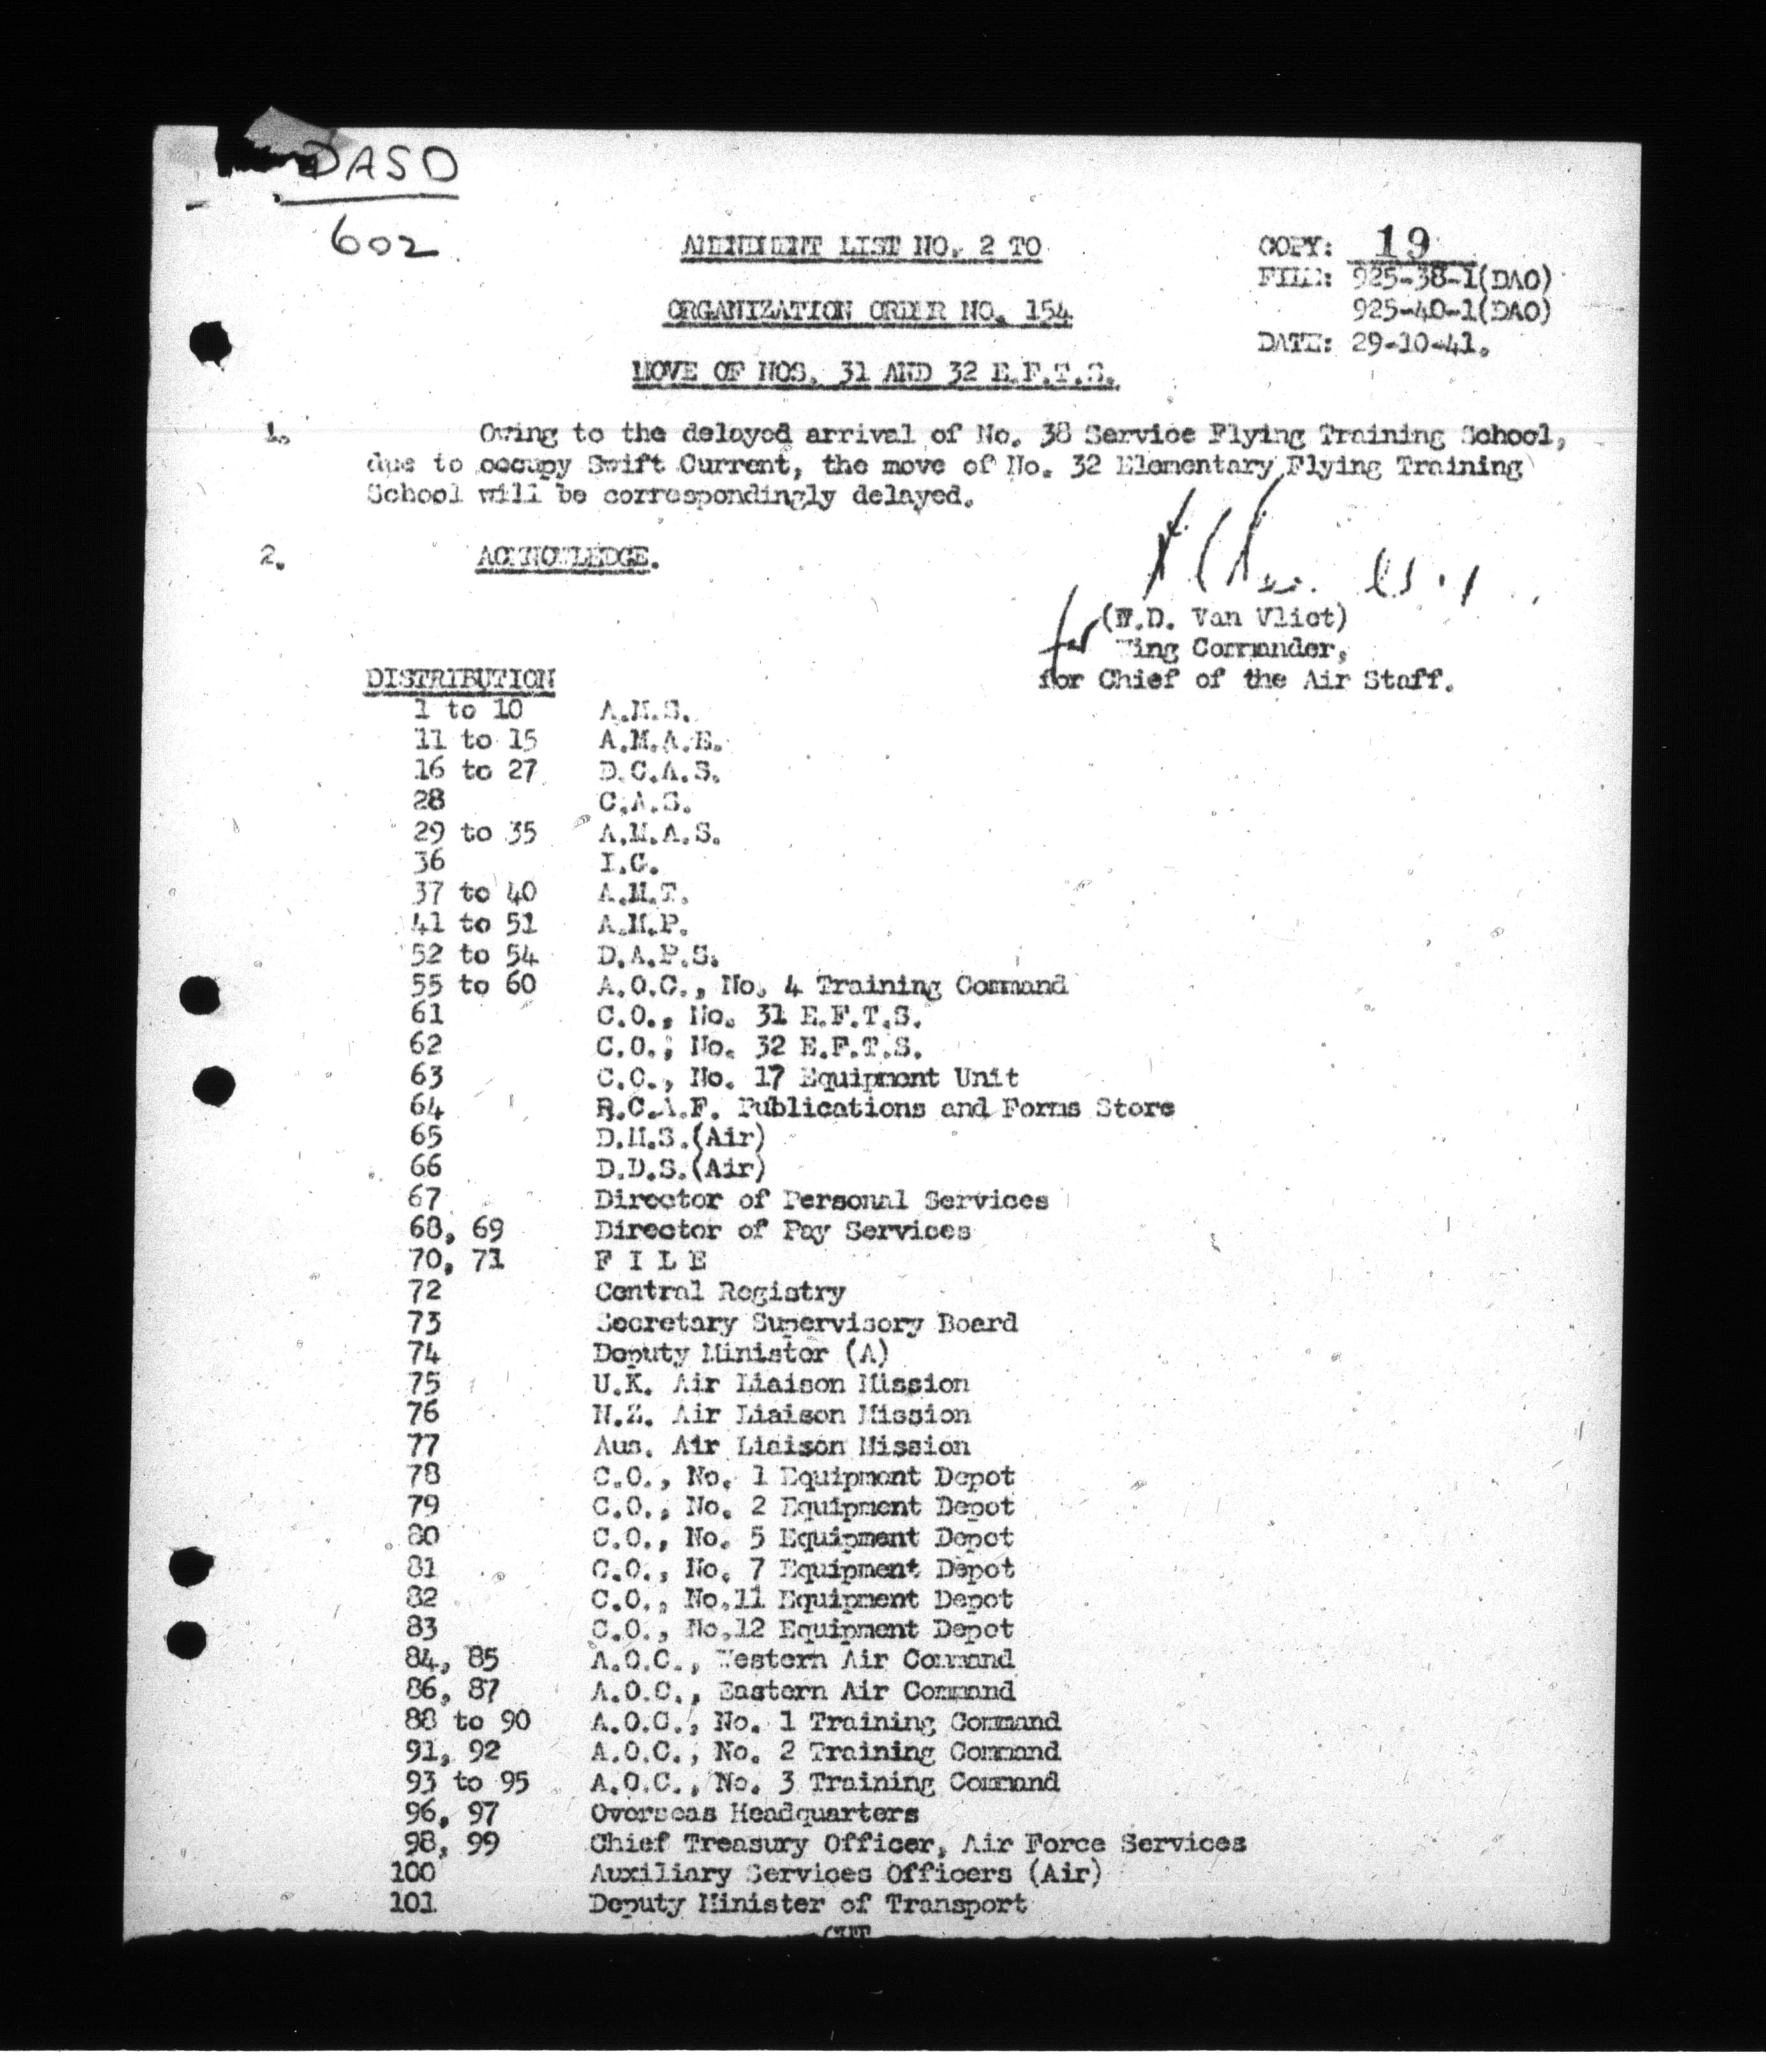 DASO
602
AMENDMENT LIST NO. 2 TO
COPY: 19
FILE: 925-38-1(DAO)
925-40-1(DAO)
ORGANIZATION ORDER NO. 154
DATE: 29-10-41.
MOVE OF NOS. 31 AND 32 E.F.T.S.
1. Owing to the delayed arrival of No. 38 Service Flying Training School,
due to occupy Swift Current, the move of No. 32 Elementary Flying Training
School will be correspondingly delayed.
2. ACKNOWLEDGE.
(W.D. Van Vliet)
for Wing Commander,
for Chief of the Air Staff.
DISTRIBUTION
1 to 10 A.M.S.
11 to 15 A.M.A.E.
16 to 27 D.C.A.S.
28 C.A.S.
29 to 35 A.M.A.S.
36 I.G.
37 to 40 A.M.T.
41 to 51 A.M.P.
52 to 54 D.A.P.S.
55 to 60 A.O.C., No. 4 Training Command
61 C.O., No. 31 E.F.T.S.
62 C.O., No. 32 E.F.T.S.
63 C.O., No. 17 Equipment Unit
64 R.C.A.F. Publications and Forms Store
65 D.M.S.(Air)
66 D.D.S.(Air)
67 Director of Personal Services
68, 69 Director of Pay Services
70, 71 F I L E
72 Central Registry
73 Secretary Supervisory Board
74 Deputy Minister (A)
75 U.K. Air Liaison Mission
76 N.Z. Air Liaison Mission
77 Aus. Air Liaison Mission
78 C.O., No. 1 Equipment Depot
79 C.O., No. 2 Equipment Depot
80 C.O., No. 5 Equipment Depot
81 C.O., No. 7 Equipment Depot
82 C.O., No.11 Equipment Depot
83 C.O., No.12 Equipment Depot
84, 85 A.O.C., Western Air Command
86, 87 A.O.C., Eastern Air Command
88 to 90 A.O.C., No. 1 Training Command
91, 92 A.O.C., No. 2 Training Command
93 to 95 A.O.C., No. 3 Training Command
96, 97 Overseas Headquarters
98, 99 Chief Treasury Officer, Air Force Services
100 Auxiliary Services Officers (Air)
101 Deputy Minister of Transport